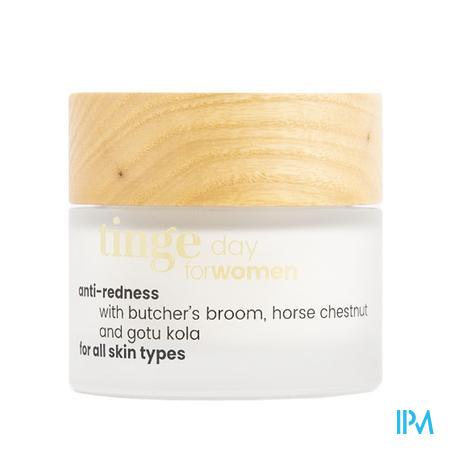 tinge day
forwomen
anti-redness
with butcher's broom, horse chestnut
and gotu kola
for all skin types
IPM